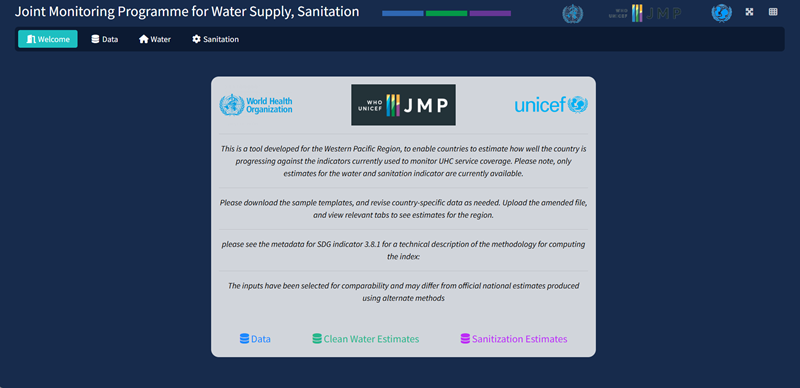 Joint Monitoring Programme for Water Supply, Sanitation
WHO UNICEF JMP
Welcome Data Water Sanitation
World Health Organization
WHO UNICEF JMP
unicef
This is a tool developed for the Western Pacific Region, to enable countries to estimate how well the country is
progressing against the indicators currently used to monitor UHC service coverage. Please note, only
estimates for the water and sanitation indicator are currently available.
Please download the sample templates, and revise country-specific data as needed. Upload the amended file,
and view relevant tabs to see estimates for the region.
please see the metadata for SDG indicator 3.8.1 for a technical description of the methodology for computing
the index:
The inputs have been selected for comparability and may differ from official national estimates produced
using alternate methods
Data Clean Water Estimates Sanitization Estimates